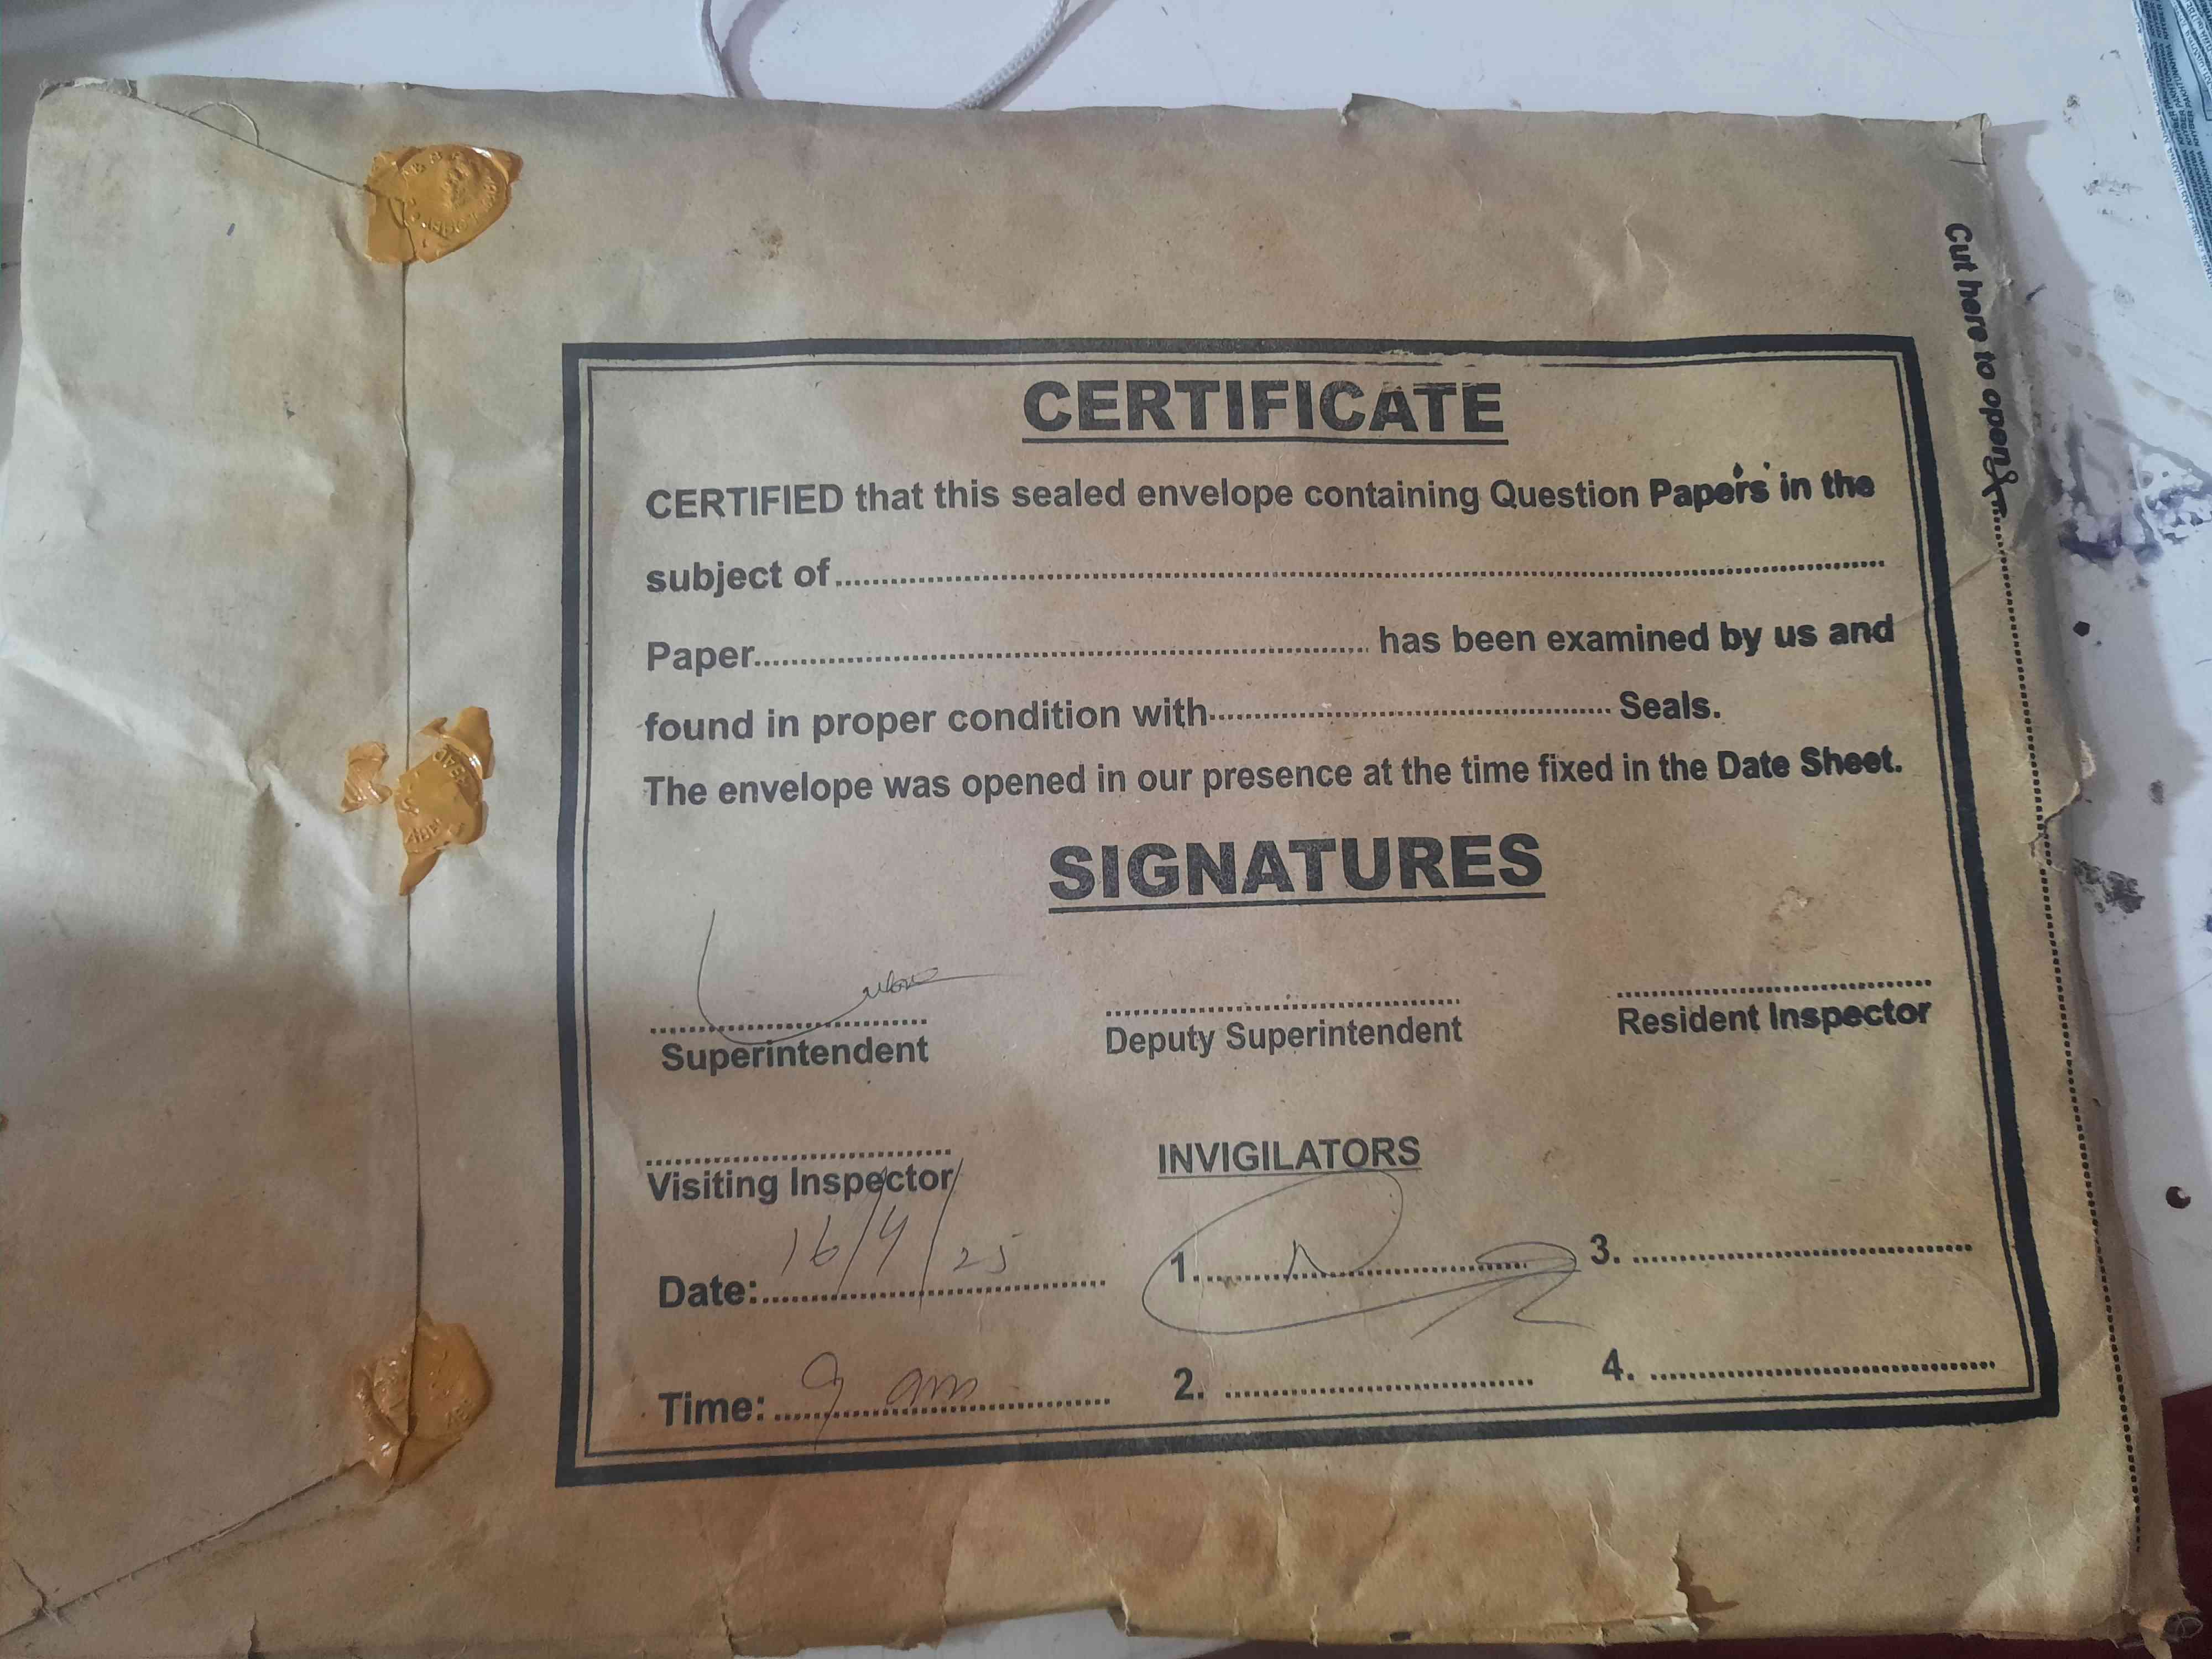 Cut here to open
CERTIFICATE
CERTIFIED that this sealed envelope containing Question Papers in the
subject of
Paper has been examined by us and
found in proper condition with Seals.
The envelope was opened in our presence at the time fixed in the Date Sheet.
SIGNATURES
Superintendent Deputy Superintendent Resident Inspector
Visiting Inspector INVIGILATORS
Date: 16/4/25 1. 3.
Time: 9 am 2. 4.